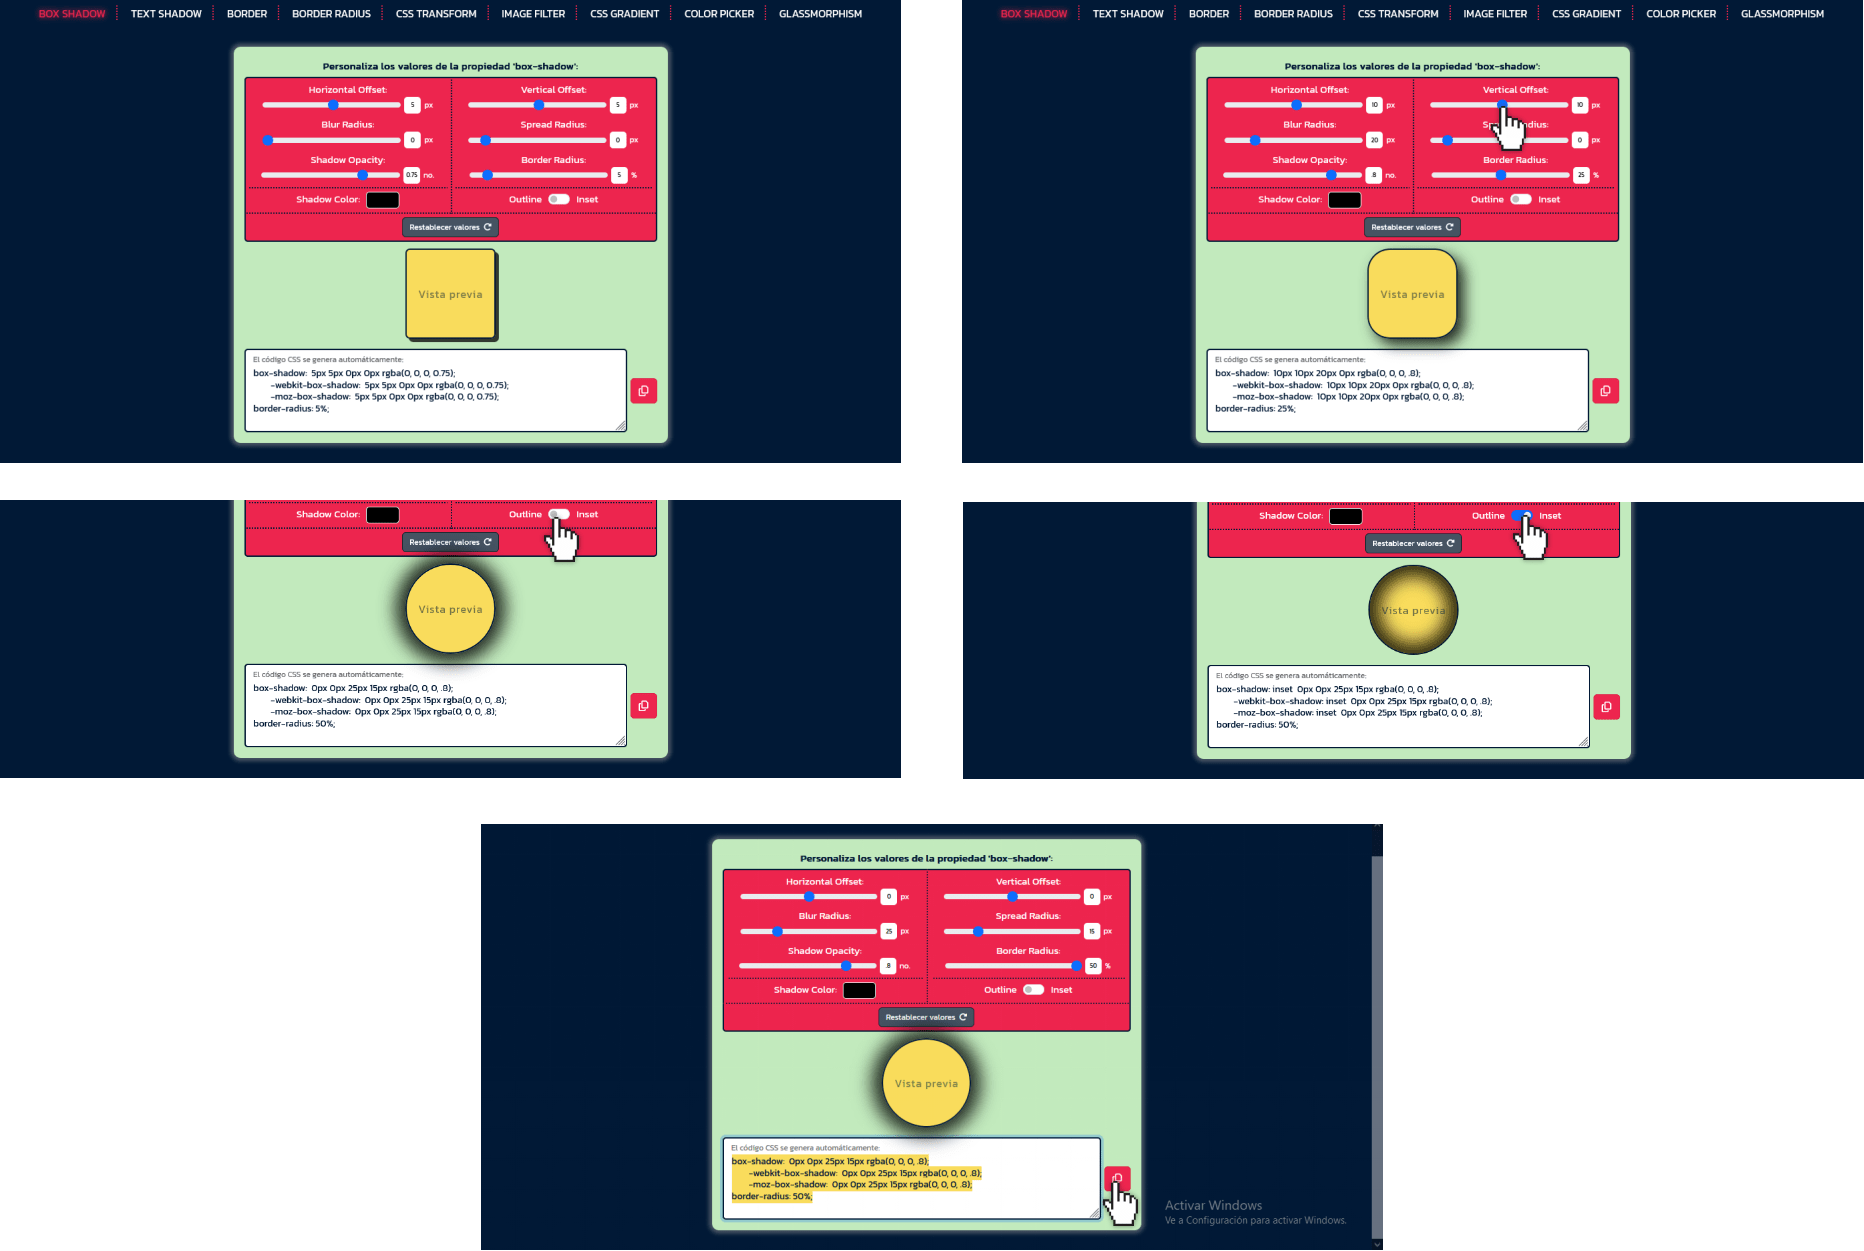 BOX SHADOW TEXT SHADOW BORDER BORDER RADIUS CSS TRANSFORM IMAGE FILTER CSS GRADIENT COLOR PICKER GLASSMORPHISM
Personaliza los valores de la propiedad 'box-shadow':
Horizontal Offset: Vertical Offset:
5 px 5 px
Blur Radius: Spread Radius:
0 px 0 px
Shadow Opacity: Border Radius:
0.75 no. 5 %
Shadow Color: Outline Inset
Restablecer valores
Vista previa
El código CSS se genera automáticamente:
box-shadow: 5px 5px 0px 0px rgba(0, 0, 0, 0.75);
-webkit-box-shadow: 5px 5px 0px 0px rgba(0, 0, 0, 0.75);
-moz-box-shadow: 5px 5px 0px 0px rgba(0, 0, 0, 0.75);
border-radius: 5%;
BOX SHADOW TEXT SHADOW BORDER BORDER RADIUS CSS TRANSFORM IMAGE FILTER CSS GRADIENT COLOR PICKER GLASSMORPHISM
Personaliza los valores de la propiedad 'box-shadow':
Horizontal Offset: Vertical Offset:
10 px 10 px
Blur Radius:
20 px 0 px
Shadow Opacity: Border Radius:
.8 no. 25 %
Shadow Color: Outline Inset
Restablecer valores
Vista previa
El código CSS se genera automáticamente:
box-shadow: 10px 10px 20px 0px rgba(0, 0, 0, .8);
-webkit-box-shadow: 10px 10px 20px 0px rgba(0, 0, 0, .8);
-moz-box-shadow: 10px 10px 20px 0px rgba(0, 0, 0, .8);
border-radius: 25%;
Shadow Color: Outline Inset
Restablecer valores
Vista previa
El código CSS se genera automáticamente:
box-shadow: 0px 0px 25px 15px rgba(0, 0, 0, .8);
-webkit-box-shadow: 0px 0px 25px 15px rgba(0, 0, 0, .8);
-moz-box-shadow: 0px 0px 25px 15px rgba(0, 0, 0, .8);
border-radius: 50%;
Shadow Color: Outline Inset
Restablecer valores
Vista previa
El código CSS se genera automáticamente:
box-shadow: inset 0px 0px 25px 15px rgba(0, 0, 0, .8);
-webkit-box-shadow: inset 0px 0px 25px 15px rgba(0, 0, 0, .8);
-moz-box-shadow: inset 0px 0px 25px 15px rgba(0, 0, 0, .8);
border-radius: 50%;
Personaliza los valores de la propiedad 'box-shadow':
Horizontal Offset: Vertical Offset:
0 px 0 px
Blur Radius: Spread Radius:
25 px 15 px
Shadow Opacity: Border Radius:
.8 no. 50 %
Shadow Color: Outline Inset
Restablecer valores
Vista previa
El código CSS se genera automáticamente:
box-shadow: 0px 0px 25px 15px rgba(0, 0, 0, .8);
-webkit-box-shadow: 0px 0px 25px 15px rgba(0, 0, 0, .8);
-moz-box-shadow: 0px 0px 25px 15px rgba(0, 0, 0, .8);
border-radius: 50%;
Activar Windows
Ve a Configuración para activar Windows.